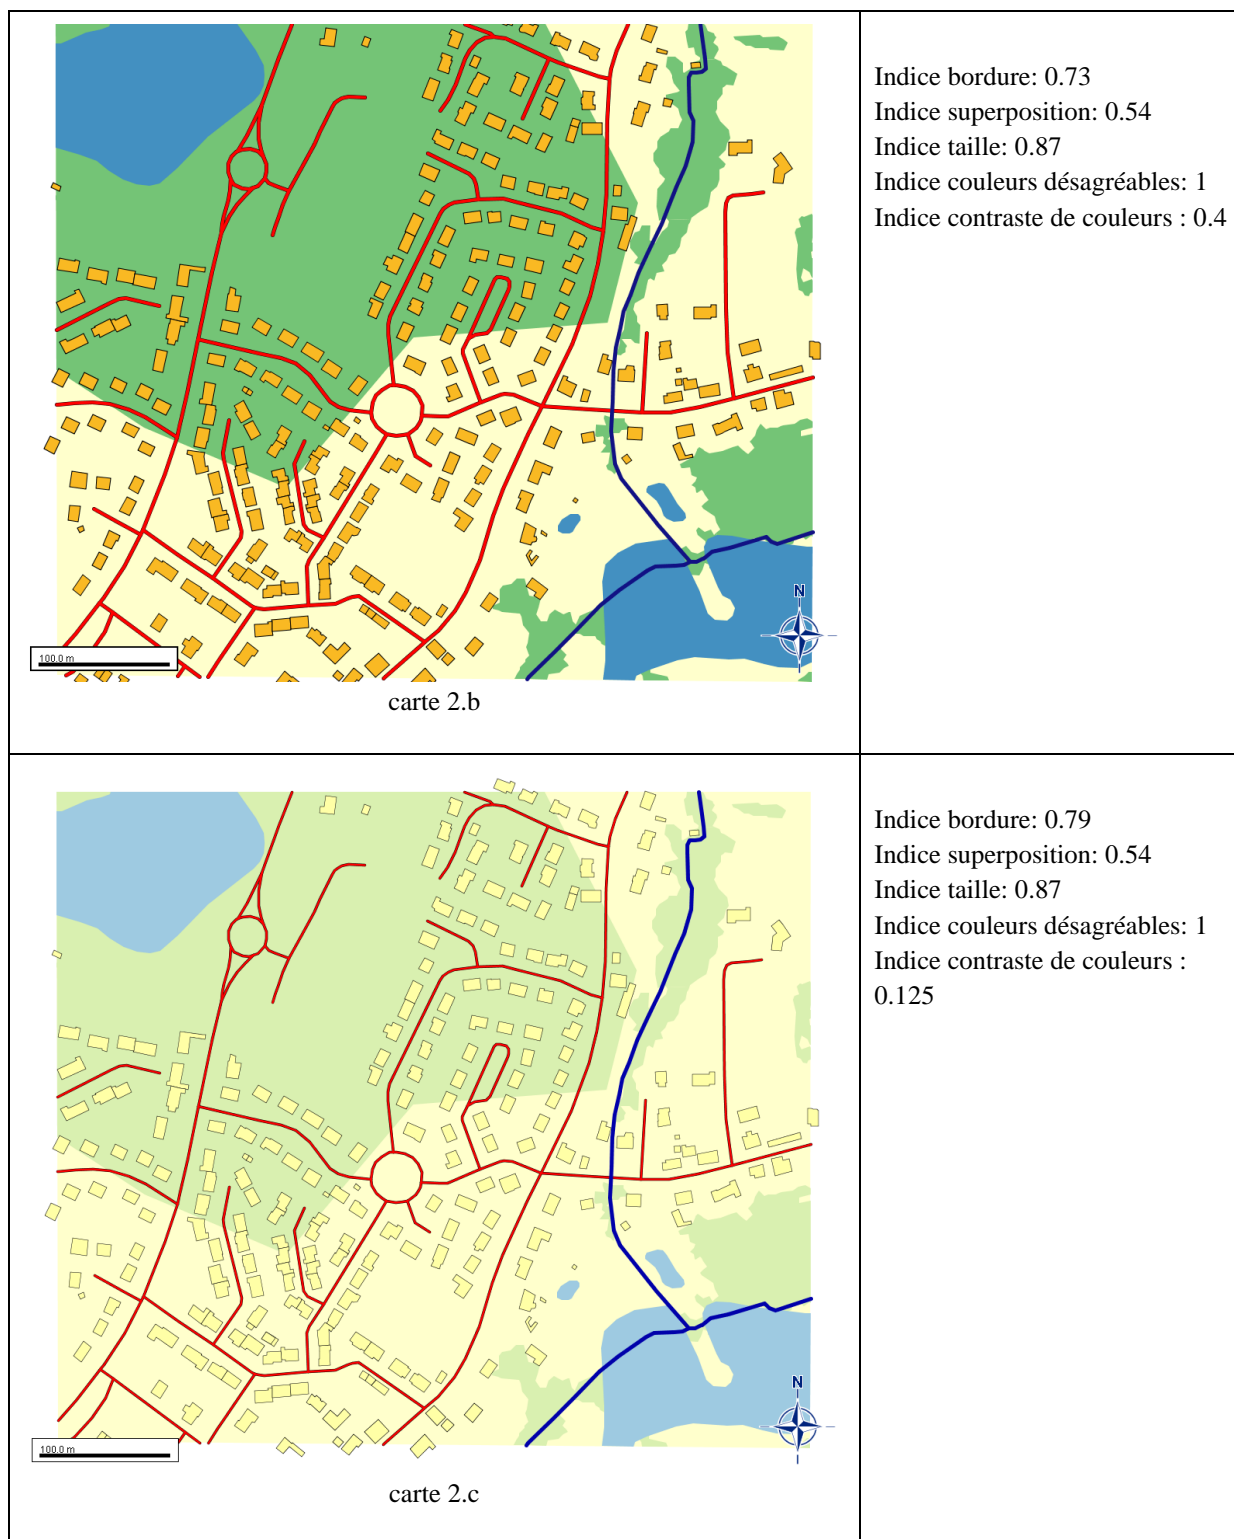 Indice bordure: 0.73
Indice superposition: 0.54
Indice taille: 0.87
Indice couleurs désagréables: 1
Indice contraste de couleurs : 0.4
N
100.0 m
carte 2.b
Indice bordure: 0.79
Indice superposition: 0.54
Indice taille: 0.87
Indice couleurs désagréables: 1
Indice contraste de couleurs :
0.125
N
100.0 m
carte 2.c